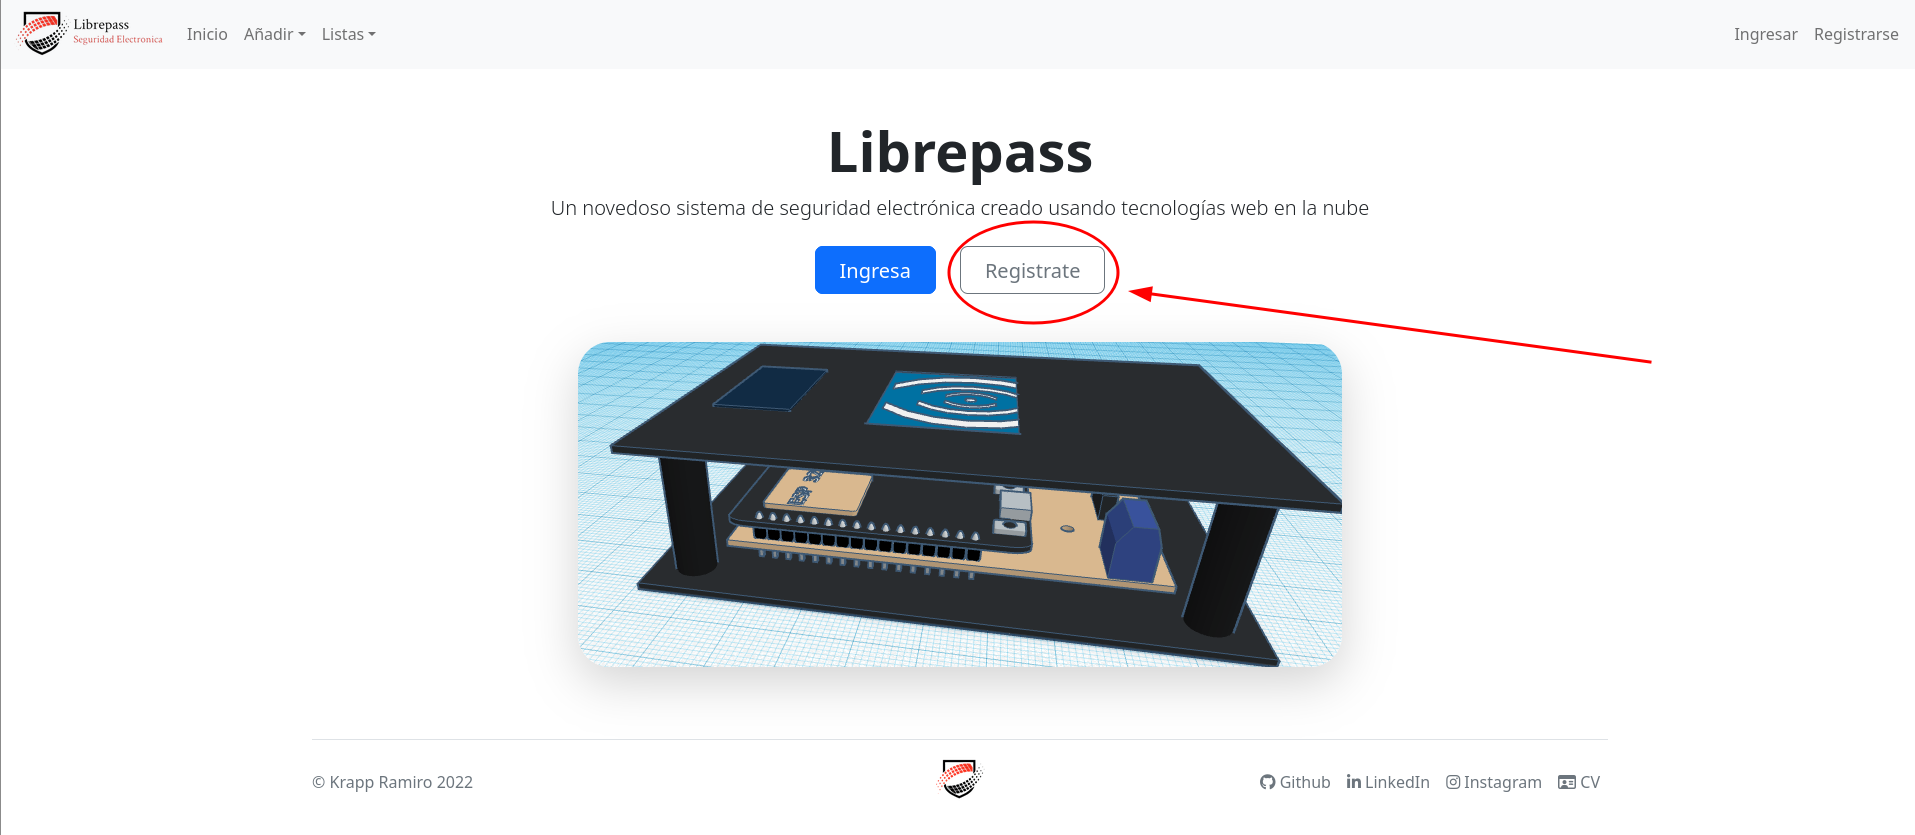 Librepass
Seguridad Electronica
Inicio Añadir Listas
Ingresar Registrarse
Librepass
Un novedoso sistema de seguridad electrónica creado usando tecnologías web en la nube
Ingresa Registrate
ESP
© Krapp Ramiro 2022
Github LinkedIn Instagram CV